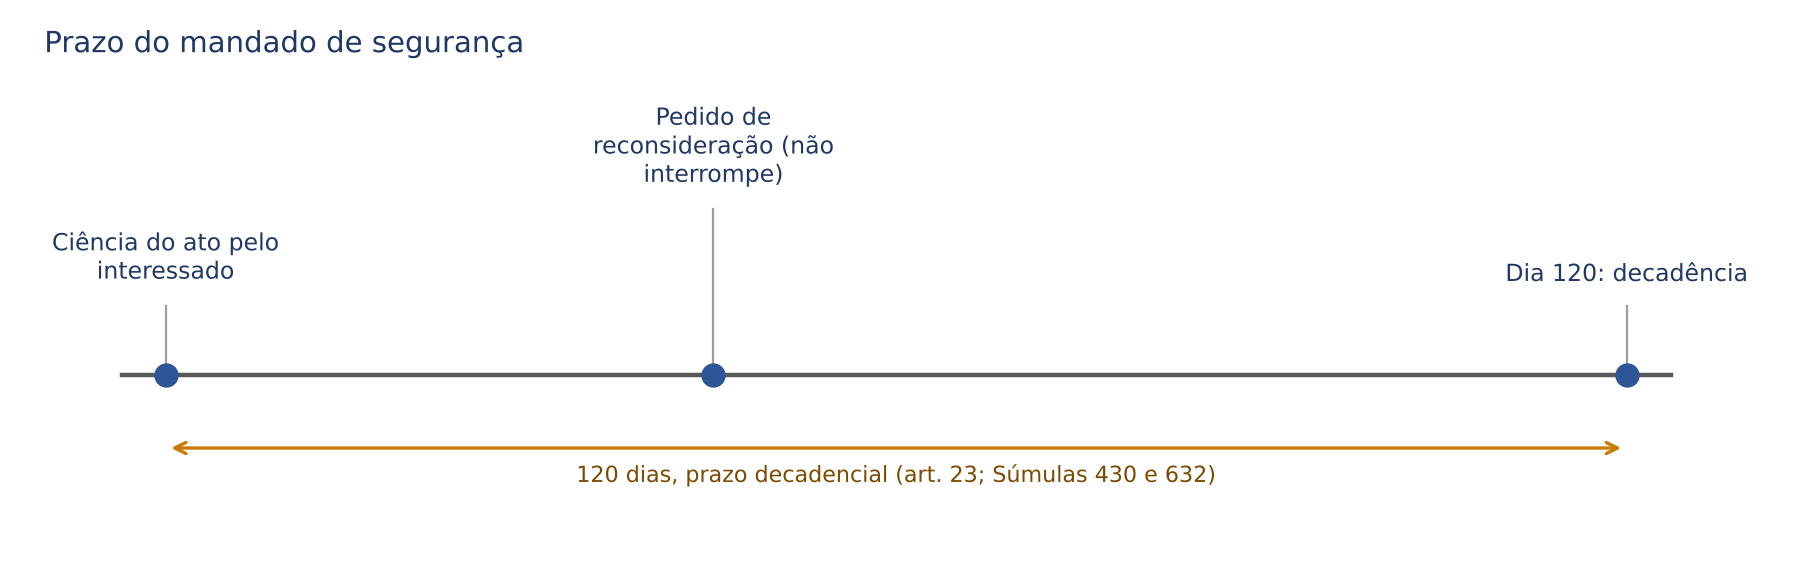 Prazo do mandado de segurança
Pedido de
reconsideração (não
interrompe)
Ciência do ato pelo
interessado
Dia 120: decadência
120 dias, prazo decadencial (art. 23; Súmulas 430 e 632)